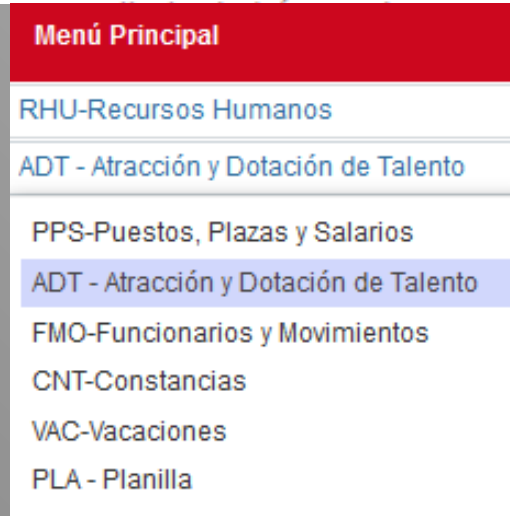 Menú Principal
RHU-Recursos Humanos
ADT - Atracción y Dotación de Talento
PPS-Puestos, Plazas y Salarios
ADT - Atracción y Dotación de Talento
FMO-Funcionarios y Movimientos
CNT-Constancias
VAC-Vacaciones
PLA - Planilla